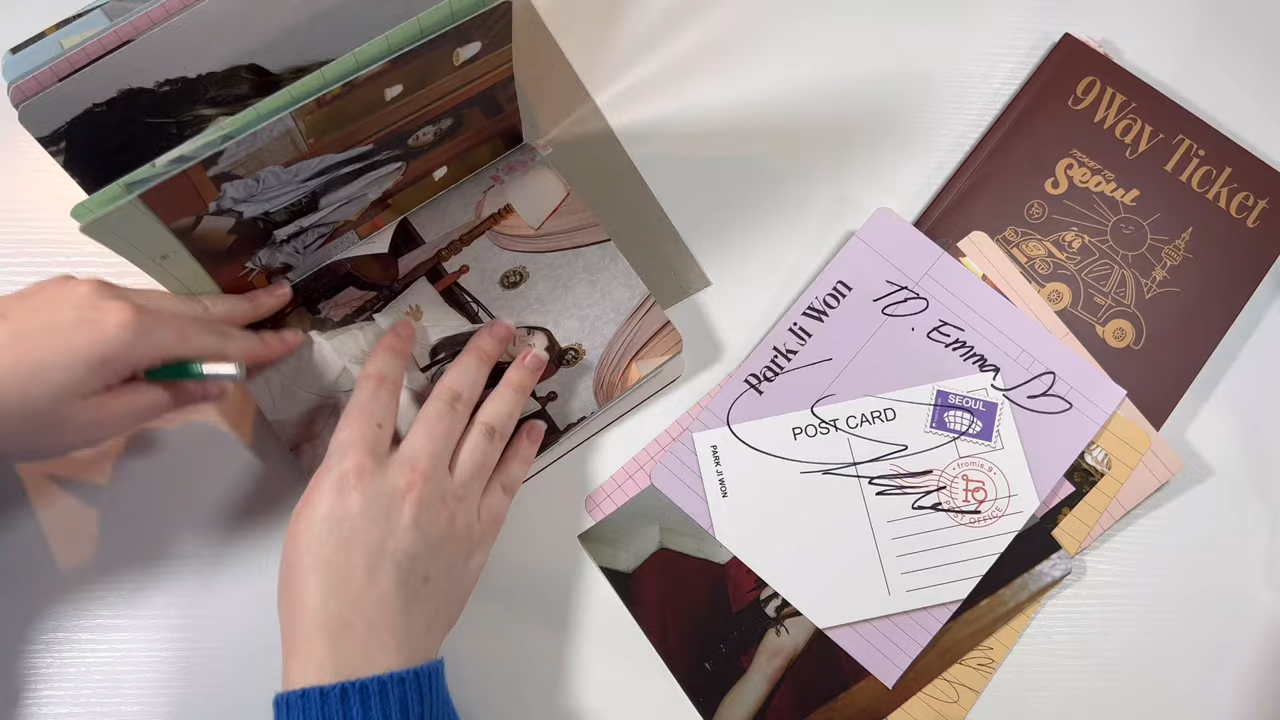 9Way Ticket
TICKET TO
Seoul
Park Ji Won
TO. Emma
POST CARD
SEOUL
PARK JI WON
fromis_9
POST OFFICE